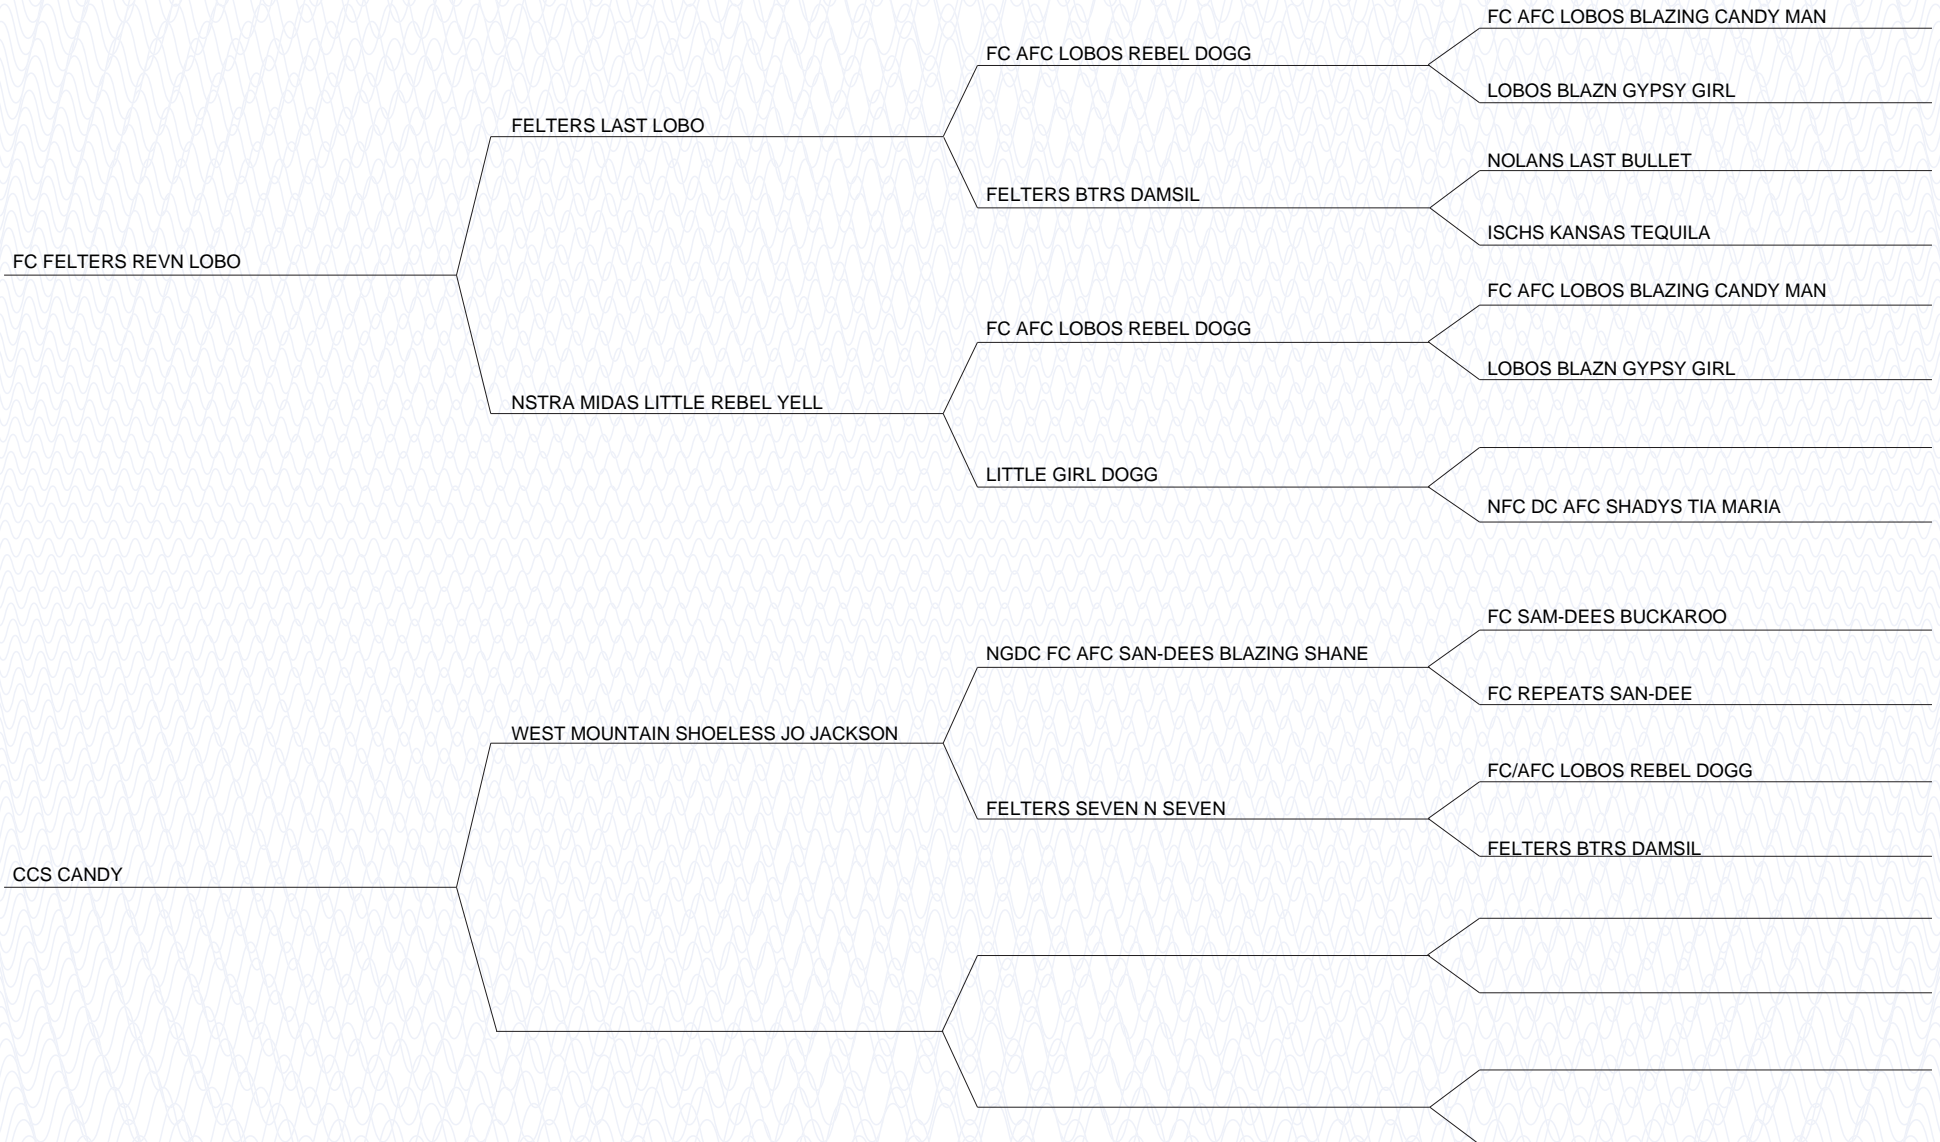 FC AFC LOBOS BLAZING CANDY MAN
FC AFC LOBOS REBEL DOGG
LOBOS BLAZN GYPSY GIRL
FELTERS LAST LOBO
NOLANS LAST BULLET
FELTERS BTRS DAMSIL
ISCHS KANSAS TEQUILA
FC FELTERS REVN LOBO
FC AFC LOBOS BLAZING CANDY MAN
FC AFC LOBOS REBEL DOGG
LOBOS BLAZN GYPSY GIRL
NSTRA MIDAS LITTLE REBEL YELL
LITTLE GIRL DOGG
NFC DC AFC SHADYS TIA MARIA
FC SAM-DEES BUCKAROO
NGDC FC AFC SAN-DEES BLAZING SHANE
FC REPEATS SAN-DEE
WEST MOUNTAIN SHOELESS JO JACKSON
FC/AFC LOBOS REBEL DOGG
FELTERS SEVEN N SEVEN
FELTERS BTRS DAMSIL
CCS CANDY